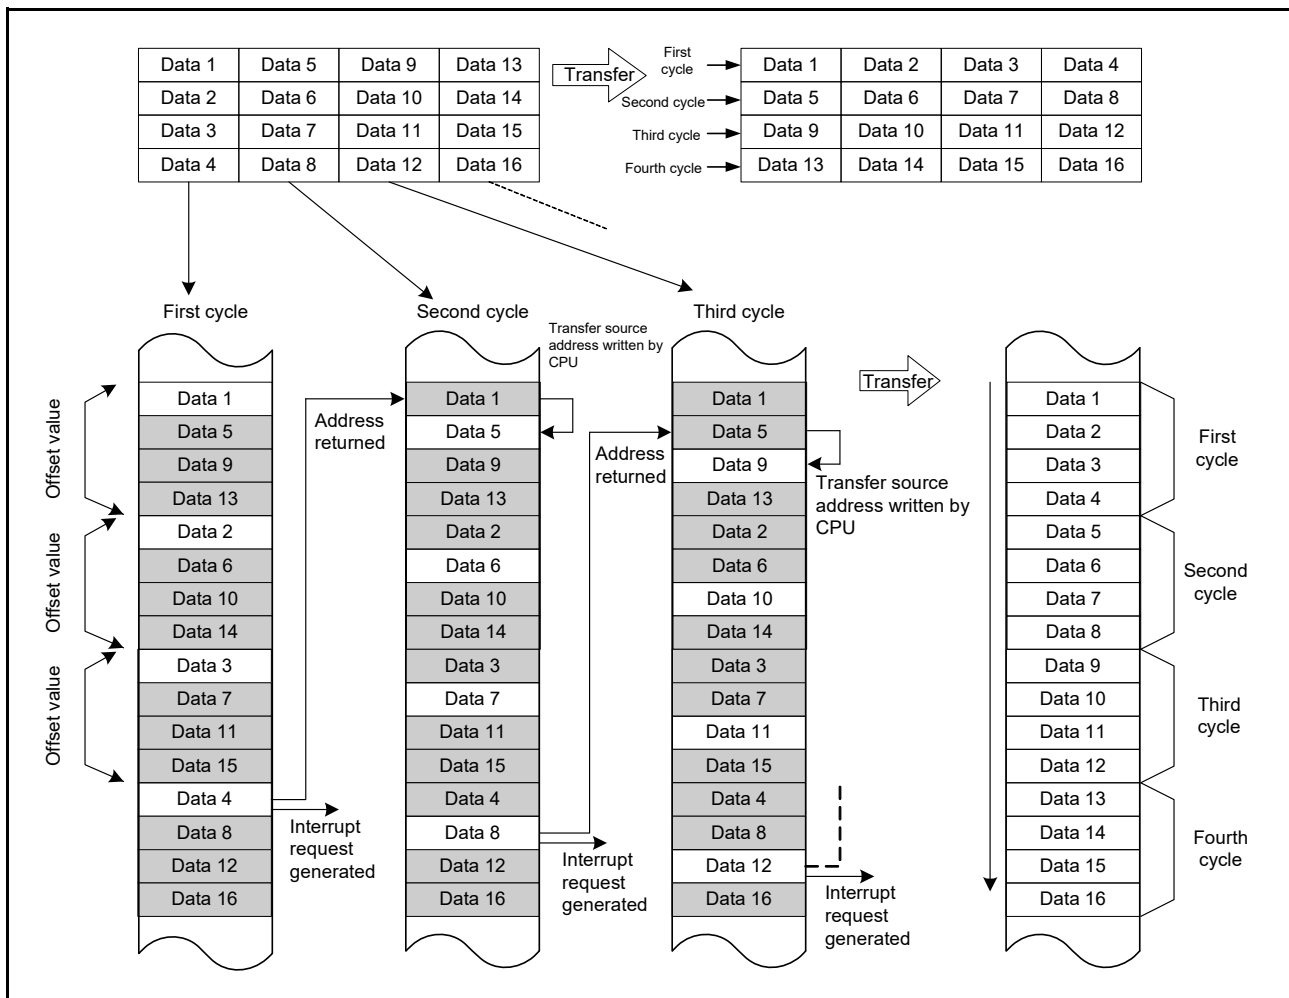 Data 1 Data 5 Data 9 Data 13
Data 2 Data 6 Data 10 Data 14
Data 3 Data 7 Data 11 Data 15
Data 4 Data 8 Data 12 Data 16
Transfer
First
cycle
Second cycle
Third cycle
Fourth cycle
Data 1 Data 2 Data 3 Data 4
Data 5 Data 6 Data 7 Data 8
Data 9 Data 10 Data 11 Data 12
Data 13 Data 14 Data 15 Data 16
First cycle
Offset value
Offset value
Offset value
Data 1
Data 5
Data 9
Data 13
Data 2
Data 6
Data 10
Data 14
Data 3
Data 7
Data 11
Data 15
Data 4
Data 8
Data 12
Data 16
Address
returned
Interrupt
request
generated
Second cycle
Transfer source
address written by
CPU
Data 1
Data 5
Data 9
Data 13
Data 2
Data 6
Data 10
Data 14
Data 3
Data 7
Data 11
Data 15
Data 4
Data 8
Data 12
Data 16
Address
returned
Interrupt
request
generated
Third cycle
Data 1
Data 5
Data 9
Data 13
Data 2
Data 6
Data 10
Data 14
Data 3
Data 7
Data 11
Data 15
Data 4
Data 8
Data 12
Data 16
Transfer source
address written by
CPU
Interrupt
request
generated
Transfer
Data 1
Data 2
Data 3
Data 4
Data 5
Data 6
Data 7
Data 8
Data 9
Data 10
Data 11
Data 12
Data 13
Data 14
Data 15
Data 16
First
cycle
Second
cycle
Third
cycle
Fourth
cycle